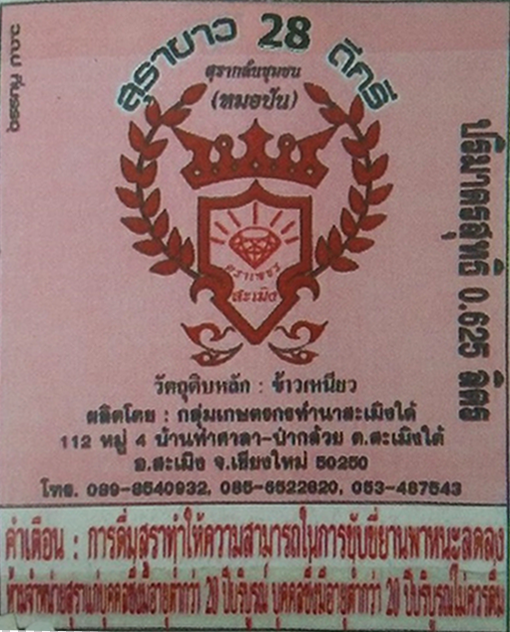 สุราขาว 28 ดีกรี
สุรากลั่นชุมชน
(หมอปัน)
ตราเพชร
สะเมิง
ปริมาตรสุทธิ 0.625 ลิตร
วัตถุดิบหลัก : ข้าวเหนียว
ผลิตโดย : กลุ่มเกษตรกรทำนาสะเมิงใต้
112 หมู่ 4 บ้านท่าศาลา-ป่ากล้วย ต.สะเมิงใต้
อ.สะเมิง จ.เชียงใหม่ 50250
โทร. 089-8540932, 085-6522820, 053-487543
คำเตือน : การดื่มสุราทำให้ความสามารถในการขับขี่ยานพาหนะลดลง
ห้ามจำหน่ายสุราแก่บุคคลซึ่งมีอายุต่ำกว่า 20 ปีบริบูรณ์ บุคคลซึ่งมีอายุต่ำกว่า 20 ปีบริบูรณ์ไม่ควรดื่ม